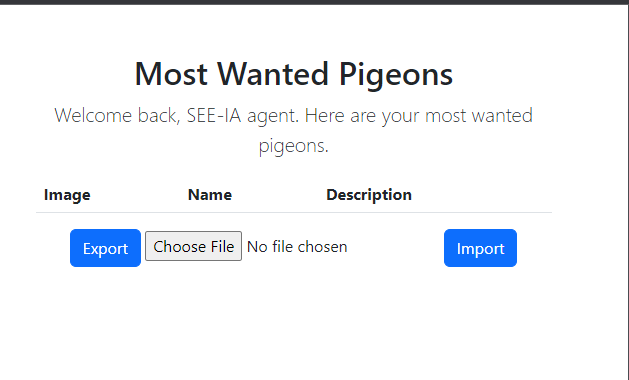 Most Wanted Pigeons
Welcome back, SEE-IA agent. Here are your most wanted
pigeons.
Image Name Description
Export Choose File No file chosen Import